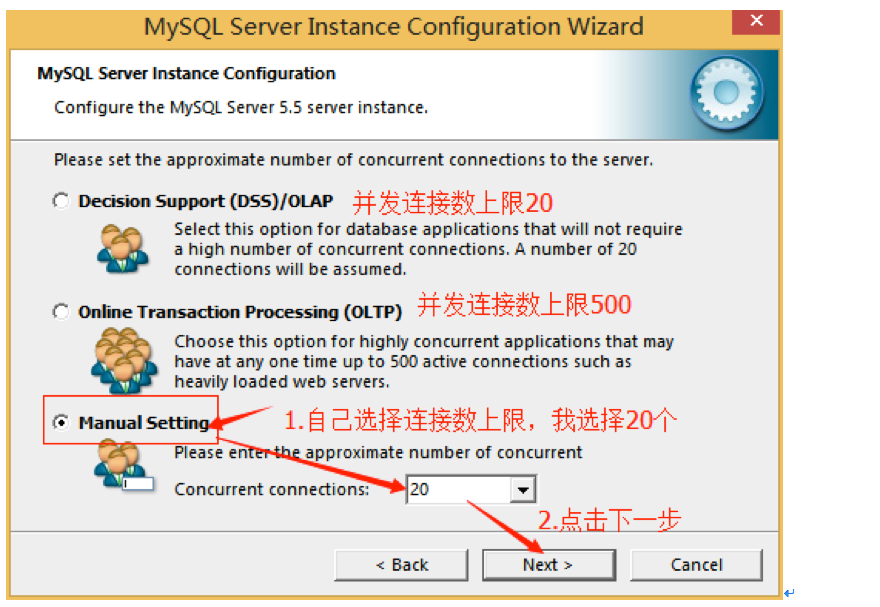 MySQL Server Instance Configuration Wizard
MySQL Server Instance Configuration
Configure the MySQL Server 5.5 server instance.
Please set the approximate number of concurrent connections to the server.
Decision Support (DSS)/OLAP 并发连接数上限20
Select this option for database applications that will not require
a high number of concurrent connections. A number of 20
connections will be assumed.
Online Transaction Processing (OLTP) 并发连接数上限500
Choose this option for highly concurrent applications that may
have at any one time up to 500 active connections such as
heavily loaded web servers.
Manual Setting 1.自己选择连接数上限，我选择20个
Please enter the approximate number of concurrent
Concurrent connections: 20
2.点击下一步
< Back Next > Cancel